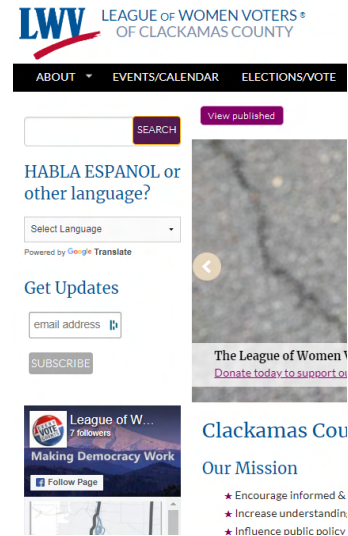 LWV LEAGUE OF WOMEN VOTERS®
OF CLACKAMAS COUNTY
ABOUT EVENTS/CALENDAR ELECTIONS/VOTE
SEARCH
HABLA ESPANOL or
other language?
Select Language
Powered by Google Translate
Get Updates
email address
SUBSCRIBE
League of W...
7 followers
VOTE
Making Democracy Work
Follow Page
View published
The League of Women
Donate today to support
Clackamas
Our Mission
★ Encourage informed &
★ Increase understanding
★ Influence public policy